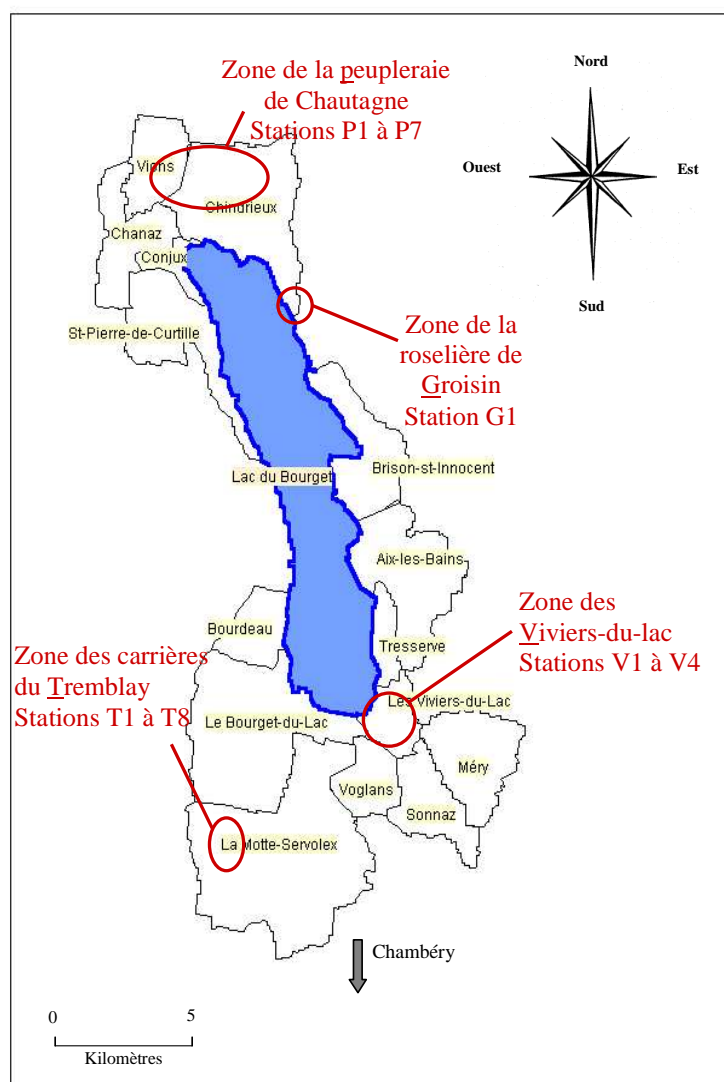 Zone de la peupleraie
de Chautagne
Stations P1 à P7
Nord
Ouest
Est
Sud
Vions
Chindrieux
Chanaz
Conjux
St-Pierre-de-Curtille
Zone de la
roselière de
Groisin
Station G1
Lac du Bourget
Brison-st-Innocent
Aix-les-Bains
Bourdeau
Tresserve
Zone des
Viviers-du-lac
Stations V1 à V4
Zone des carrières
du Tremblay
Stations T1 à T8
Le Bourget-du-Lac
Les Viviers-du-Lac
Voglans
Méry
Sonnaz
La Motte-Servolex
Chambéry
0 5
Kilomètres